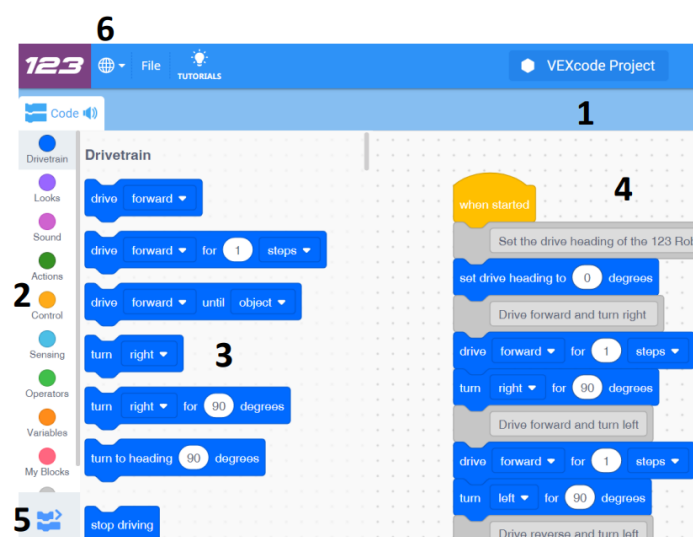 6
123
File
TUTORIALS
VEXcode Project
Code
1
Drivetrain
Looks
Sound
Actions
2
Control
Sensing
Operators
Variables
My Blocks
5
Drivetrain
drive forward
drive forward for 1 steps
drive forward until object
turn right
3
turn right for 90 degrees
turn to heading 90 degrees
stop driving
4
when started
Set the drive heading of the 123 Rob
set drive heading to 0 degrees
Drive forward and turn right
drive forward for 1 steps
turn right for 90 degrees
Drive forward and turn left
drive forward for 1 steps
turn left for 90 degrees
Drive reverse and turn left